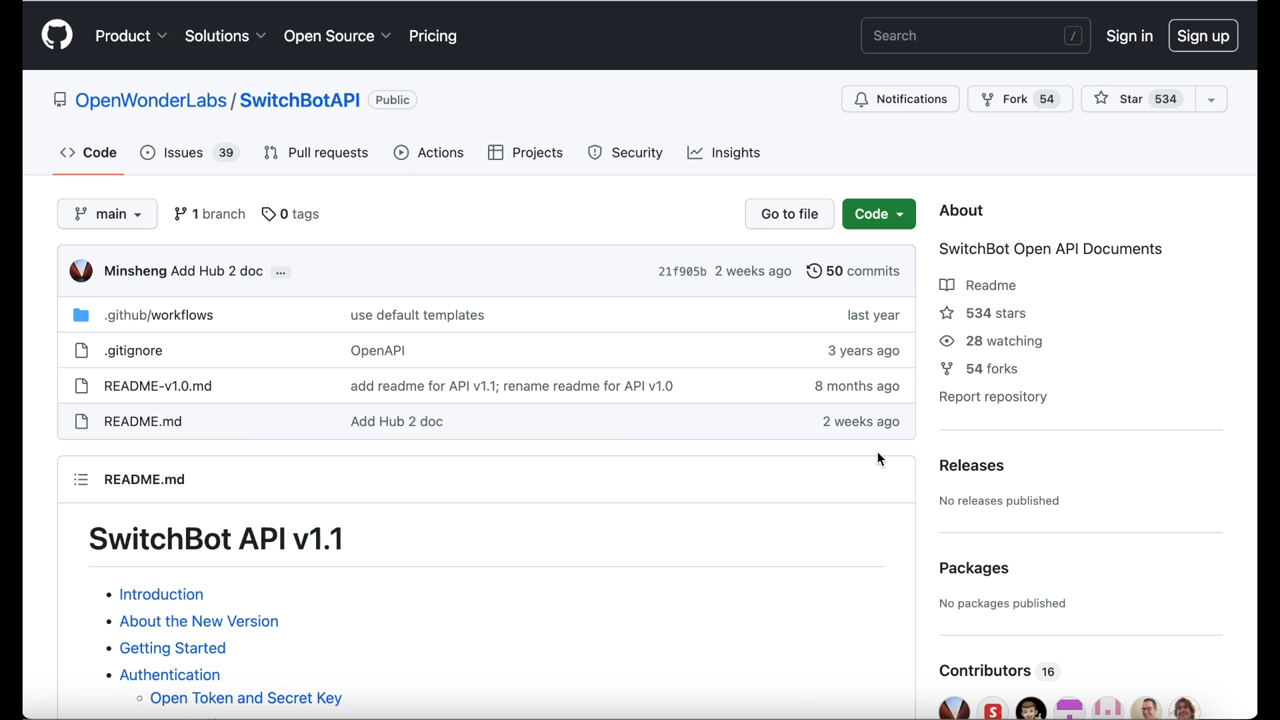 Product Solutions Open Source Pricing Search / Sign in Sign up
OpenWonderLabs / SwitchBotAPI Public Notifications Fork 54 Star 534
Code Issues 39 Pull requests Actions Projects Security Insights
main 1 branch 0 tags Go to file Code
Minsheng Add Hub 2 doc ... 21f905b 2 weeks ago 50 commits
.github/workflows use default templates last year
.gitignore OpenAPI 3 years ago
README-v1.0.md add readme for API v1.1; rename readme for API v1.0 8 months ago
README.md Add Hub 2 doc 2 weeks ago
README.md
SwitchBot API v1.1
• Introduction
• About the New Version
• Getting Started
• Authentication
◦ Open Token and Secret Key
About
SwitchBot Open API Documents
Readme
534 stars
28 watching
54 forks
Report repository
Releases
No releases published
Packages
No packages published
Contributors 16